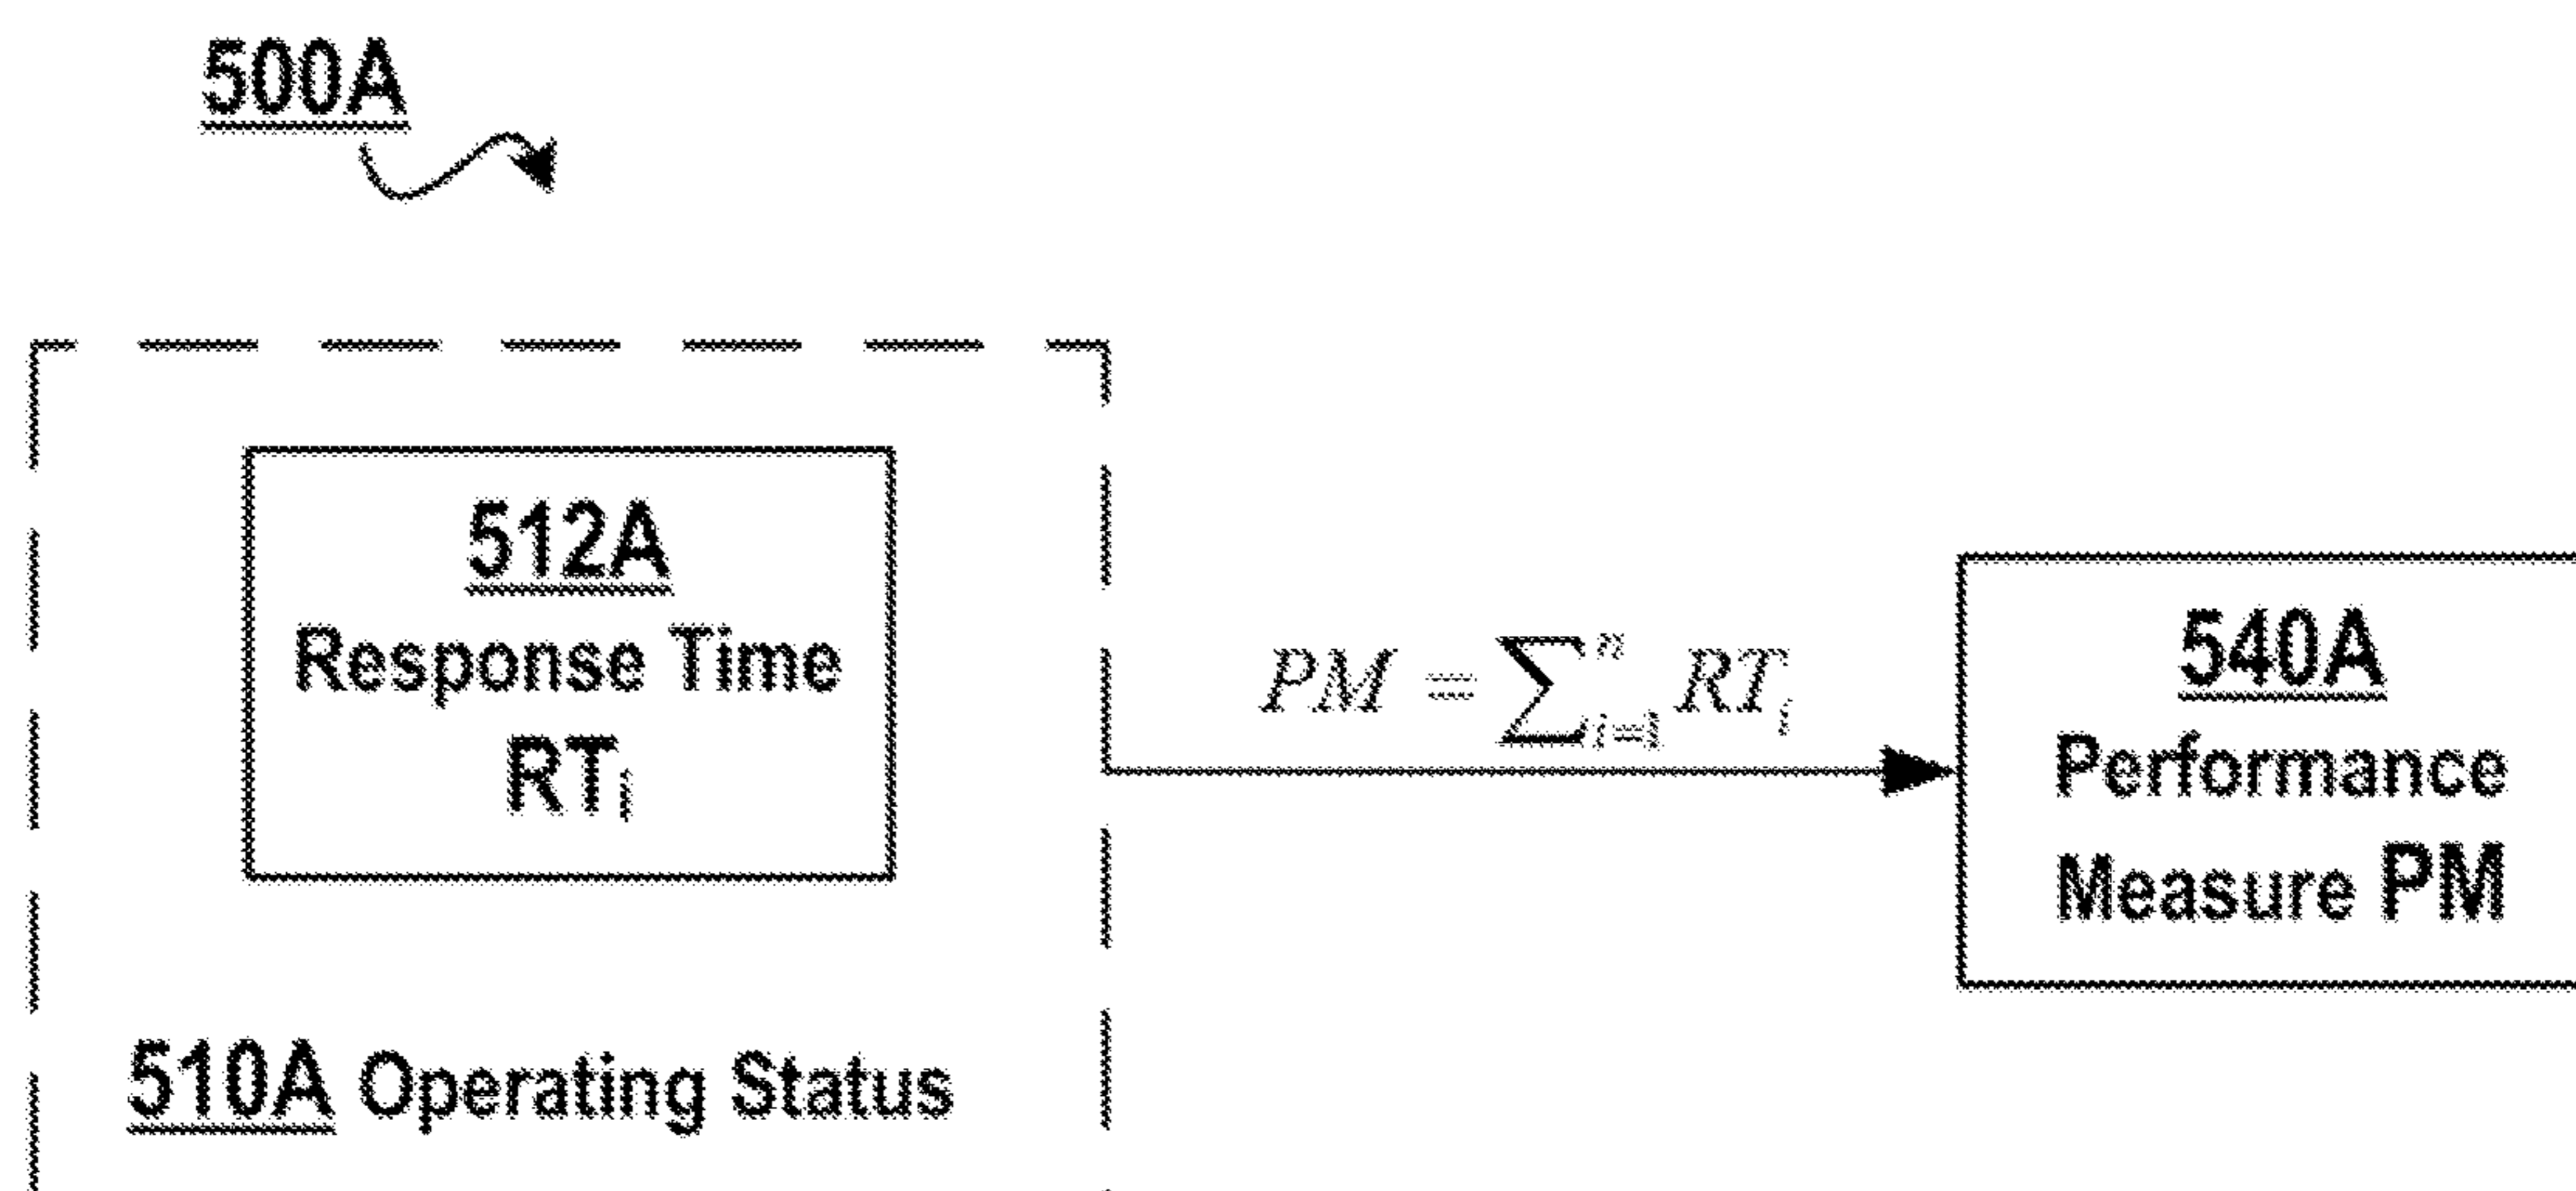 500A
512A
Response Time
RTᵢ
510A Operating Status
PM = ∑ⁿᵢ₌₁ RTᵢ
540A
Performance
Measure PM